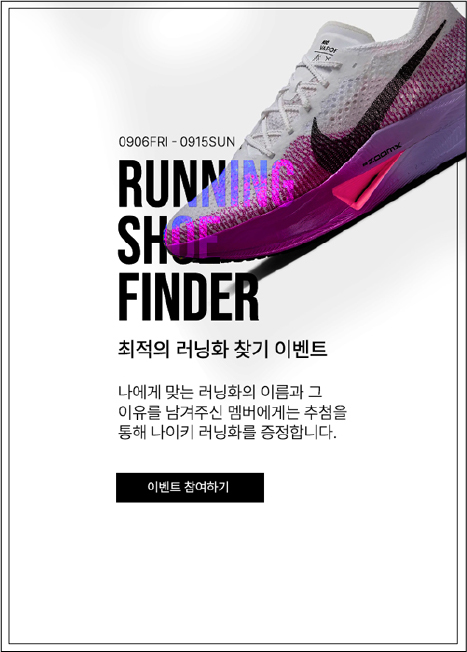 0906FRI - 0915SUN
RUNNING
SHOE
FINDER
최적의 러닝화 찾기 이벤트
나에게 맞는 러닝화의 이름과 그
이유를 남겨주신 멤버에게는 추첨을
통해 나이키 러닝화를 증정합니다.
이벤트 참여하기
ZOOMX
VAPOR